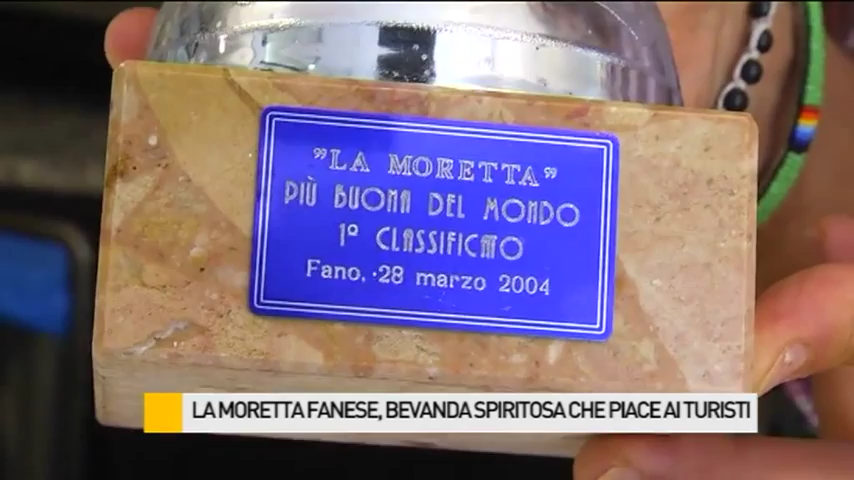 "LA MORETTA"
PIÙ BUONA DEL MONDO
1º CLASSIFICATO
Fano, 28 marzo 2004
LA MORETTA FANESE, BEVANDA SPIRITOSA CHE PIACE AI TURISTI